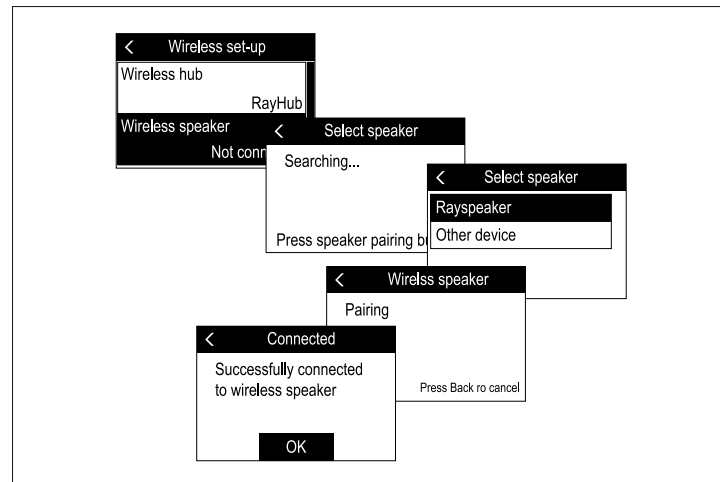 < Wireless set-up
Wireless hub
RayHub
Wireless speaker
Not conn
< Select speaker
Searching...
Press speaker pairing bu
< Select speaker
Rayspeaker
Other device
< Wirelss speaker
Pairing
Press Back ro cancel
< Connected
Successfully connected
to wireless speaker
OK